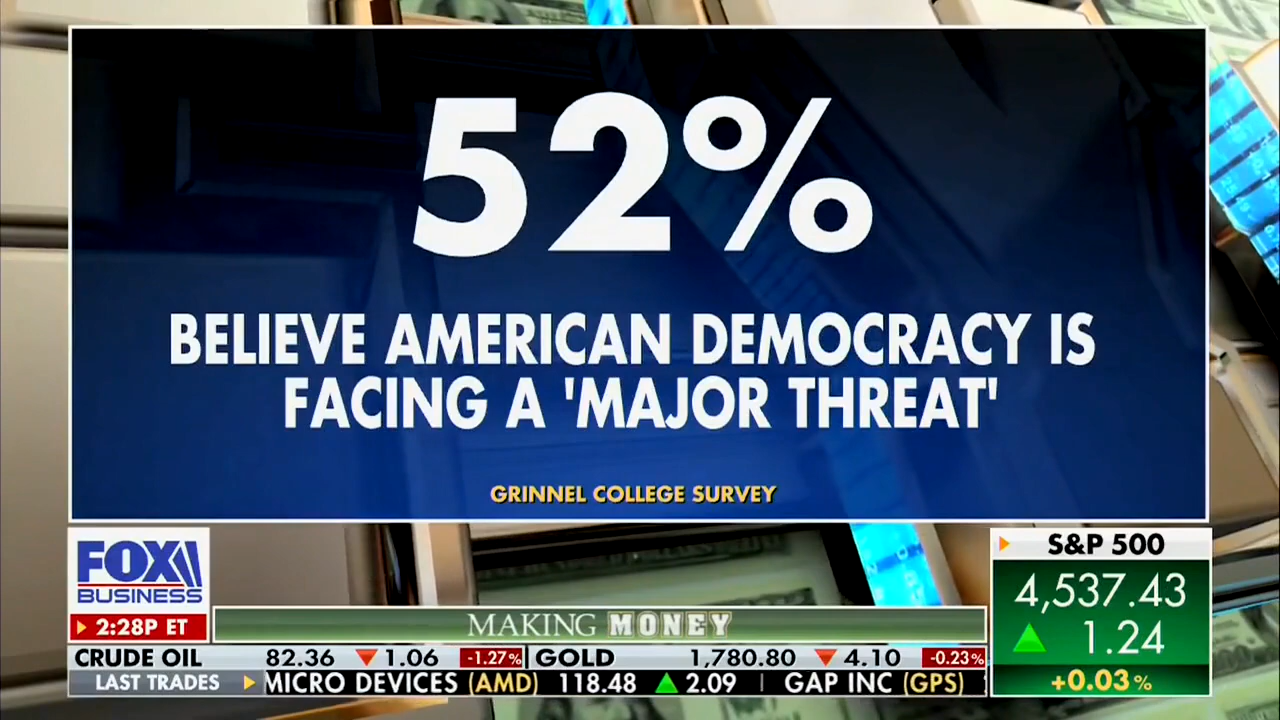 52%
BELIEVE AMERICAN DEMOCRACY IS
FACING A 'MAJOR THREAT'
GRINNEL COLLEGE SURVEY
FOX
BUSINESS
2:28P ET
MAKING MONEY
S&P 500
4,537.43
▲ 1.24
+0.03%
CRUDE OIL 82.36 ▼ 1.06 -1.27% GOLD 1,780.80 ▼ 4.10 -0.23%
LAST TRADES MICRO DEVICES (AMD) 118.48 ▲ 2.09 | GAP INC (GPS)